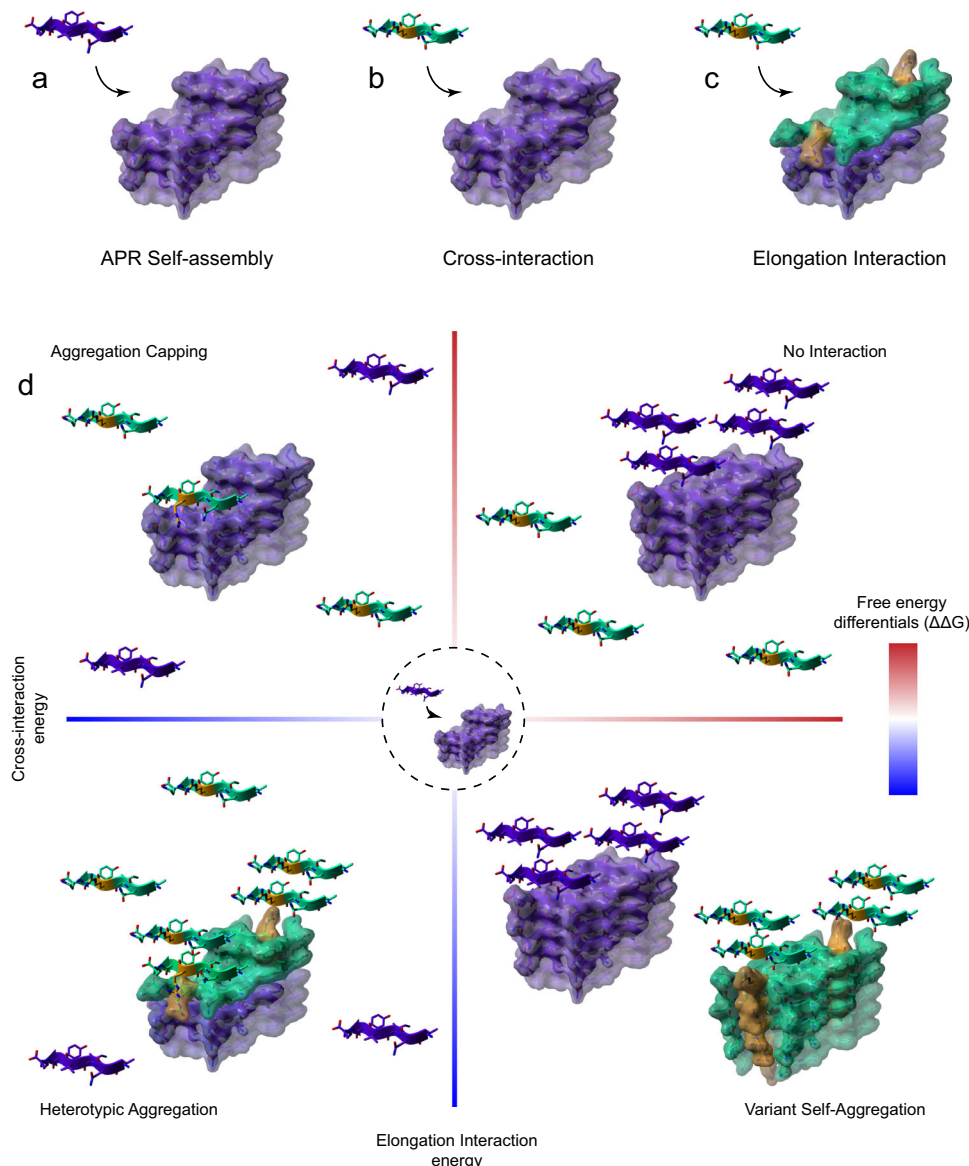 a
b
c
APR Self-assembly
Cross-interaction
Elongation Interaction
Aggregation Capping
No Interaction
d
Free energy
differentials (ΔΔG)
Cross-interaction
energy
Heterotypic Aggregation
Variant Self-Aggregation
Elongation Interaction
energy